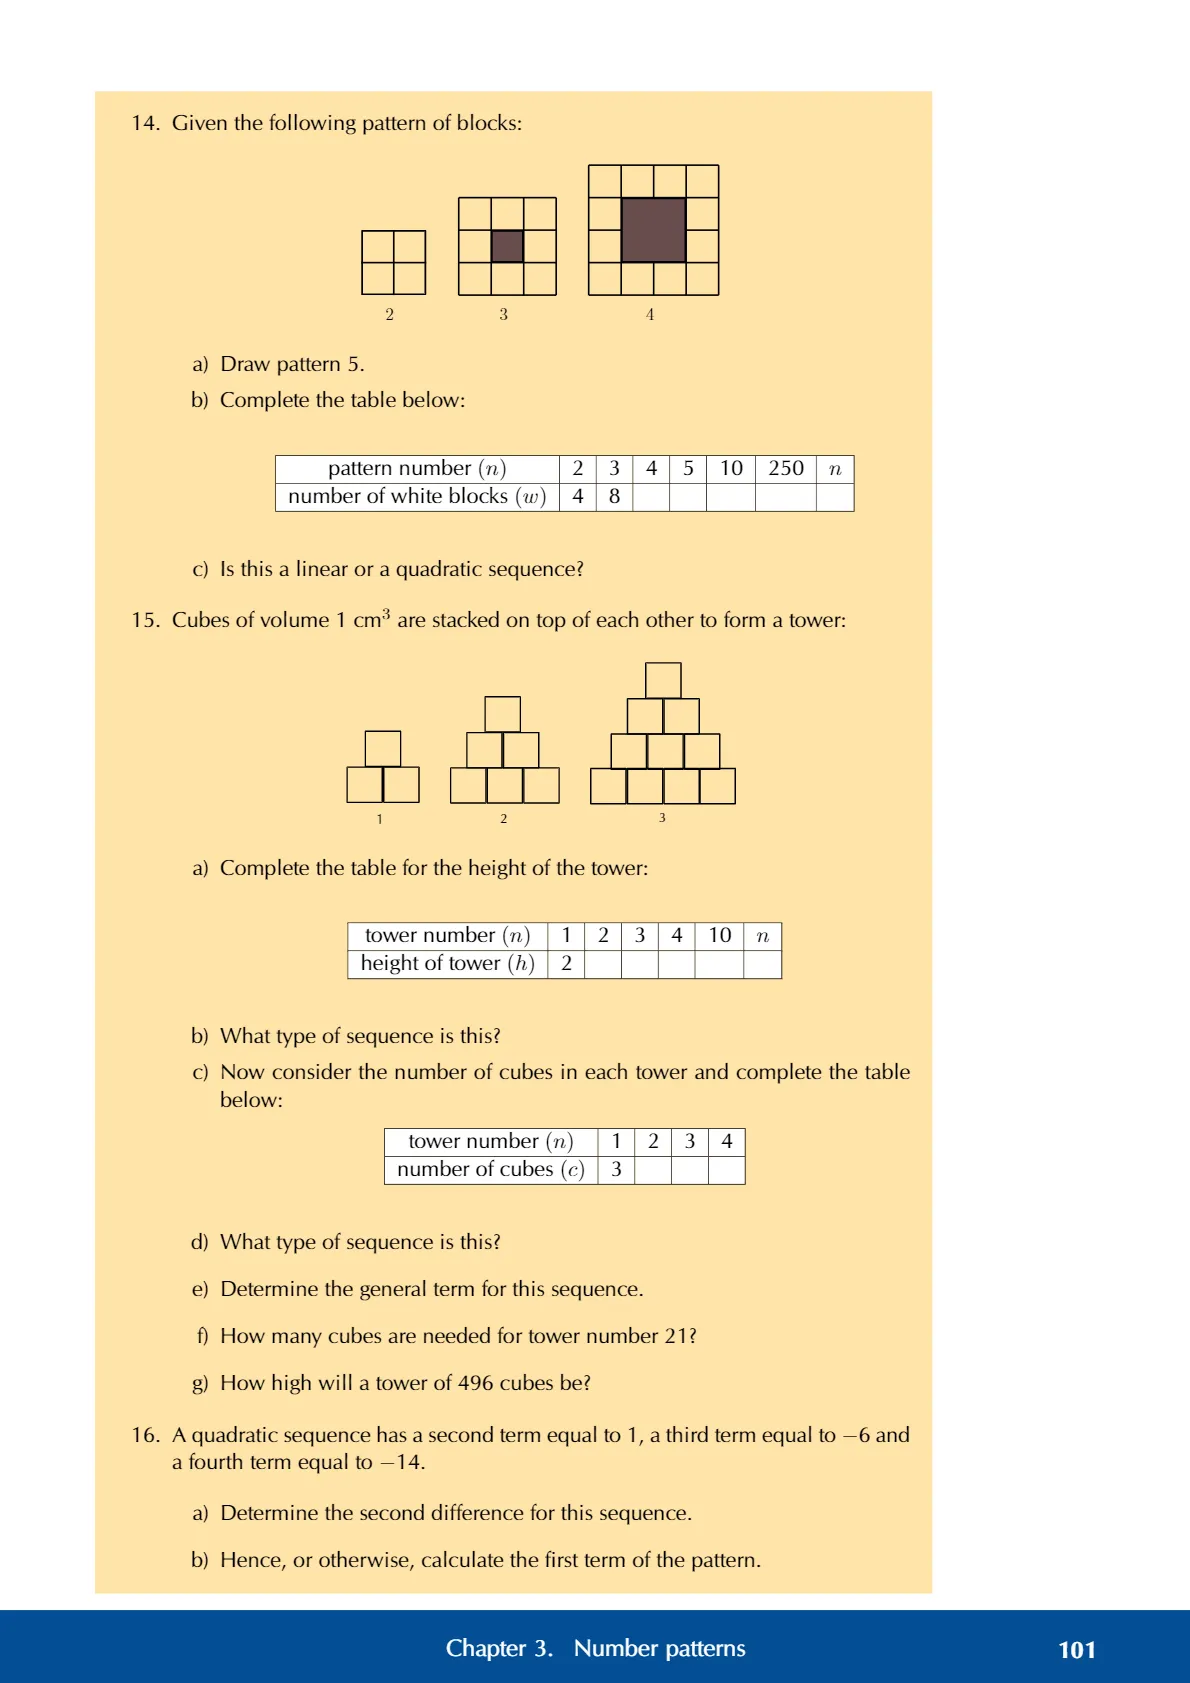 14. Given the following pattern of blocks:
2 3 4
a) Draw pattern 5.
b) Complete the table below:
pattern number (n) 2 3 4 5 10 250 n
number of white blocks (w) 4 8
c) Is this a linear or a quadratic sequence?
15. Cubes of volume 1 cm³ are stacked on top of each other to form a tower:
1 2 3
a) Complete the table for the height of the tower:
tower number (n) 1 2 3 4 10 n
height of tower (h) 2
b) What type of sequence is this?
c) Now consider the number of cubes in each tower and complete the table
below:
tower number (n) 1 2 3 4
number of cubes (c) 3
d) What type of sequence is this?
e) Determine the general term for this sequence.
f) How many cubes are needed for tower number 21?
g) How high will a tower of 496 cubes be?
16. A quadratic sequence has a second term equal to 1, a third term equal to −6 and
a fourth term equal to −14.
a) Determine the second difference for this sequence.
b) Hence, or otherwise, calculate the first term of the pattern.
Chapter 3. Number patterns 101